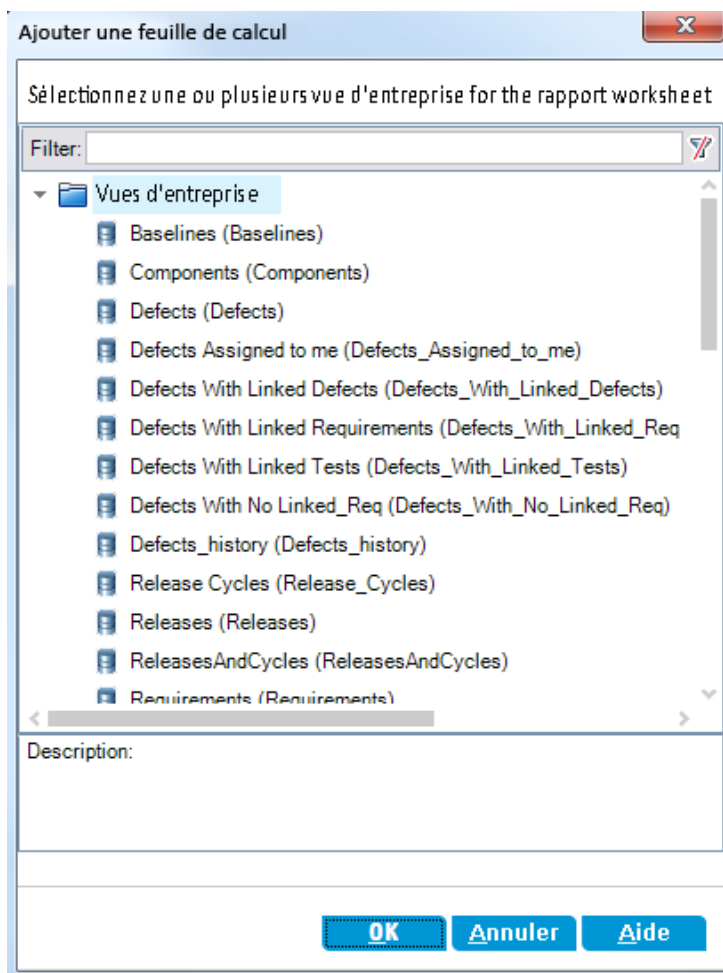 Ajouter une feuille de calcul
Sélectionnez une ou plusieurs vue d'entreprise for the rapport worksheet
Filter:
Vues d'entreprise
Baselines (Baselines)
Components (Components)
Defects (Defects)
Defects Assigned to me (Defects_Assigned_to_me)
Defects With Linked Defects (Defects_With_Linked_Defects)
Defects With Linked Requirements (Defects_With_Linked_Req
Defects With Linked Tests (Defects_With_Linked_Tests)
Defects With No Linked_Req (Defects_With_No_Linked_Req)
Defects_history (Defects_history)
Release Cycles (Release_Cycles)
Releases (Releases)
ReleasesAndCycles (ReleasesAndCycles)
Requirements (Requirements)
Description:
OK Annuler Aide